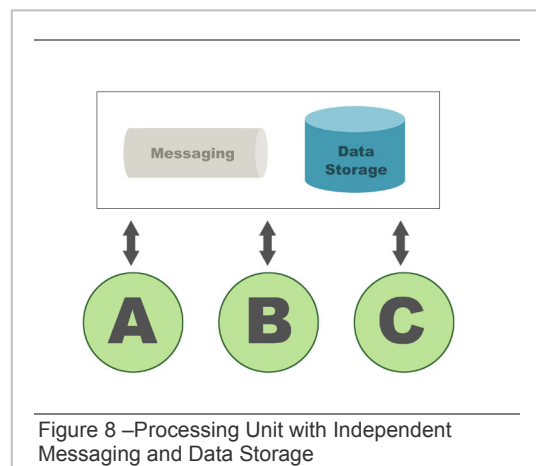 Messaging
Data
Storage
A B C
Figure 8 –Processing Unit with Independent
Messaging and Data Storage